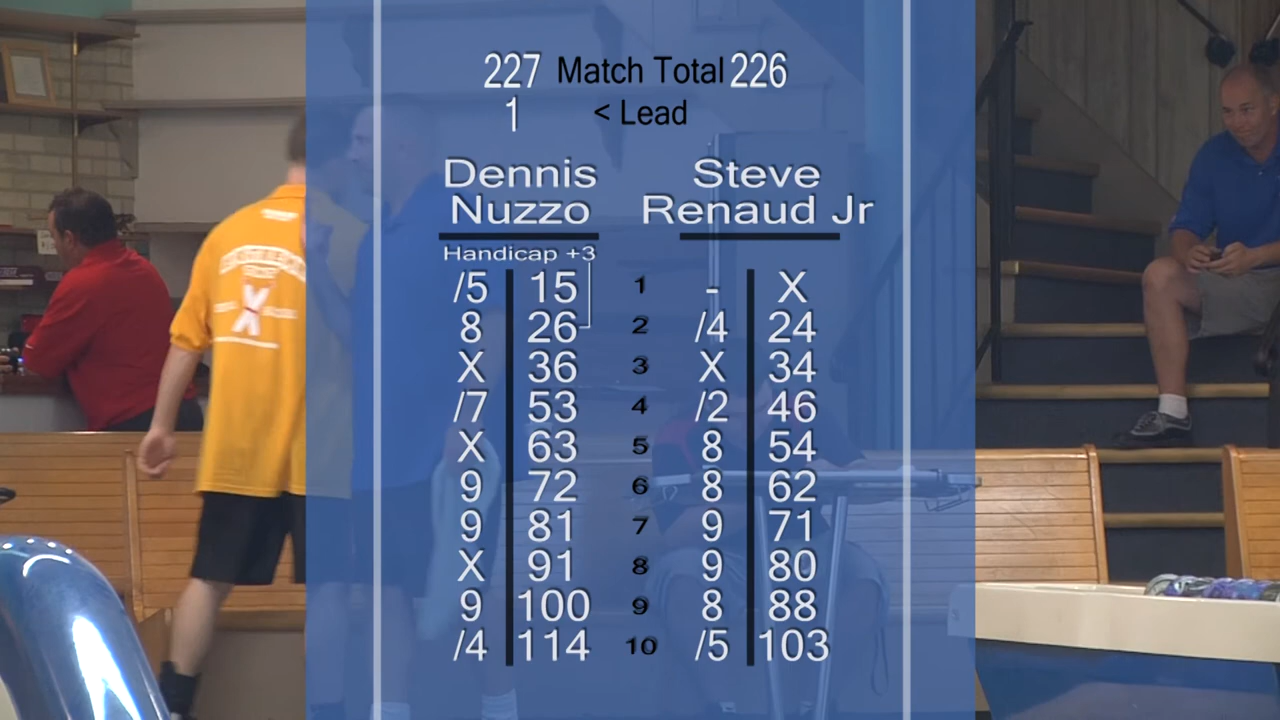 227 Match Total 226
1 < Lead
Dennis Nuzzo
Steve Renaud Jr
Handicap +3
/5 15 1 - X
8 26 2 /4 24
X 36 3 X 34
/7 53 4 /2 46
X 63 5 8 54
9 72 6 8 62
9 81 7 9 71
X 91 8 9 80
9 100 9 8 88
/4 114 10 /5 103